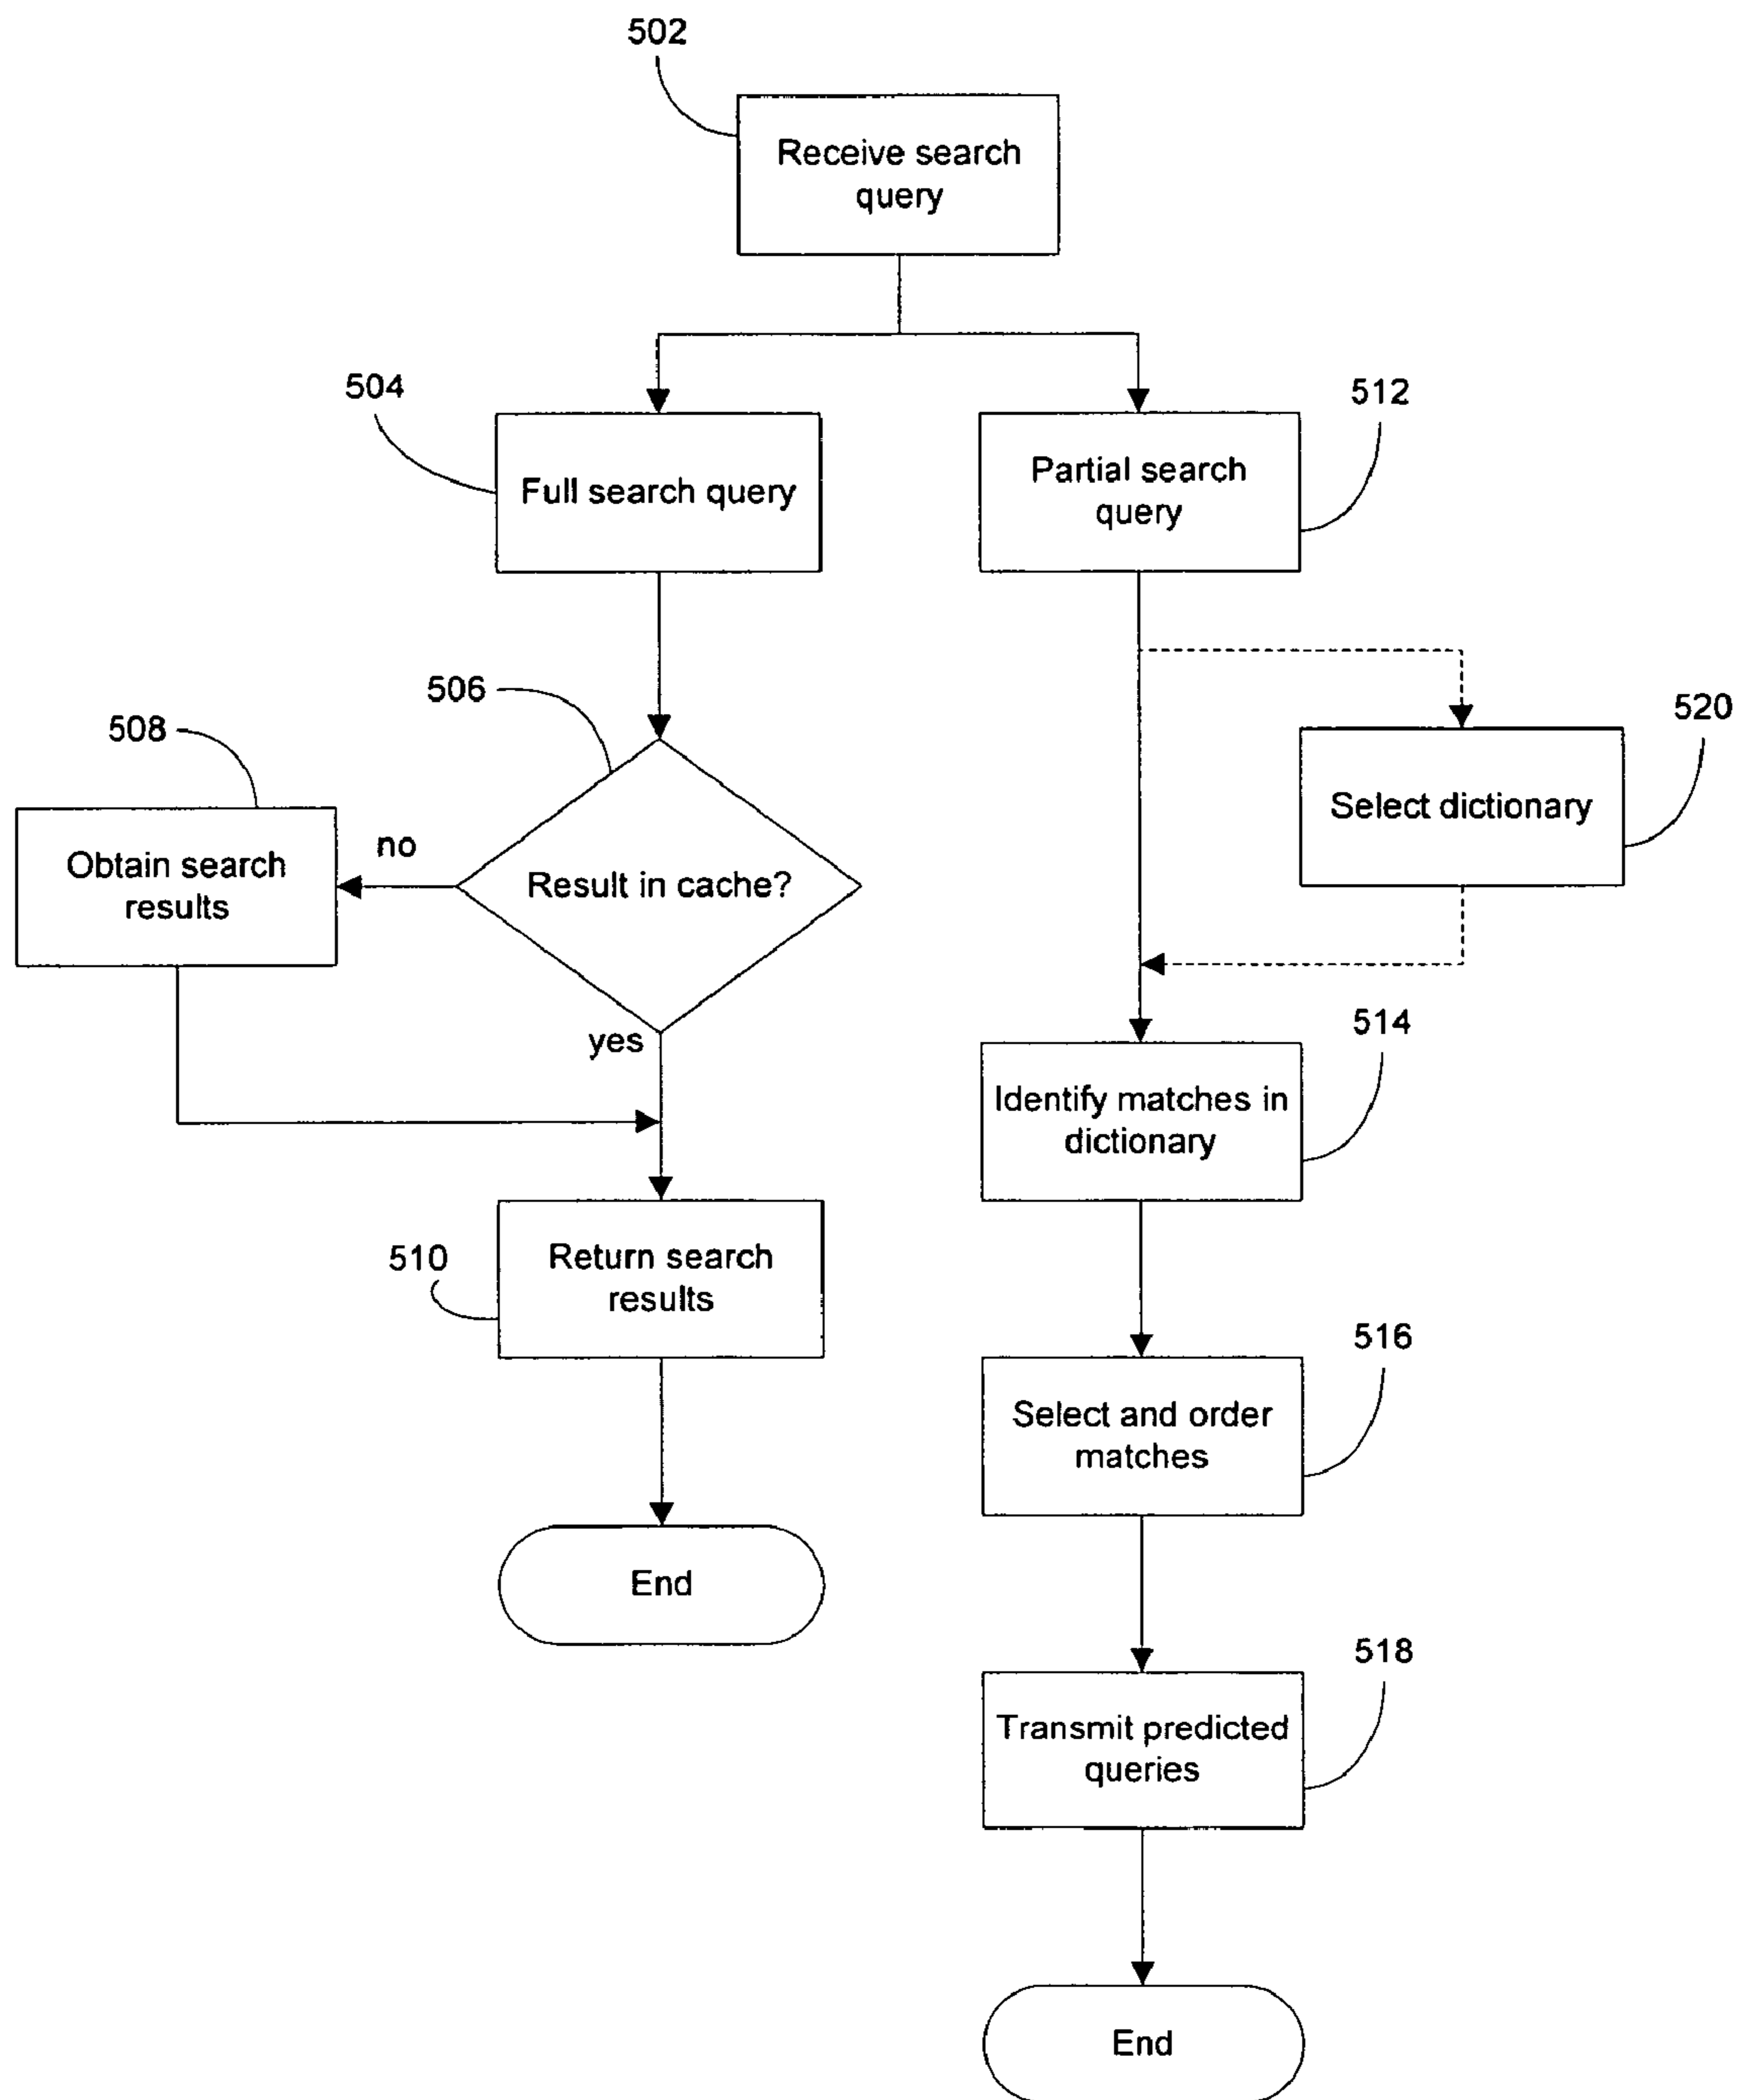 502
Receive search
query
504
Full search query
512
Partial search
query
506
Result in cache?
508
Obtain search
results
no
yes
520
Select dictionary
514
Identify matches in
dictionary
510
Return search
results
516
Select and order
matches
End
518
Transmit predicted
queries
End